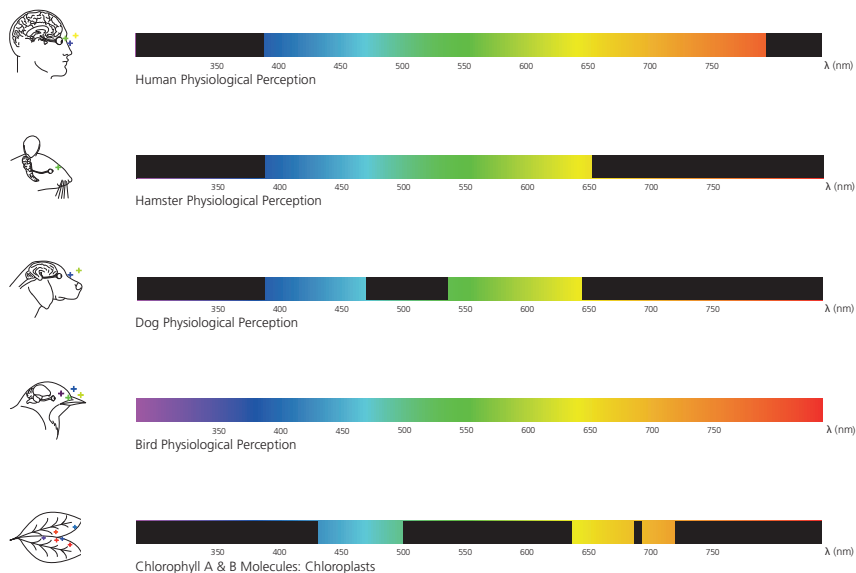 350 400 450 500 550 600 650 700 750 λ (nm)
Human Physiological Perception
350 400 450 500 550 600 650 700 750 λ (nm)
Hamster Physiological Perception
350 400 450 500 550 600 650 700 750 λ (nm)
Dog Physiological Perception
350 400 450 500 550 600 650 700 750 λ (nm)
Bird Physiological Perception
350 400 450 500 550 600 650 700 750 λ (nm)
Chlorophyll A & B Molecules: Chloroplasts